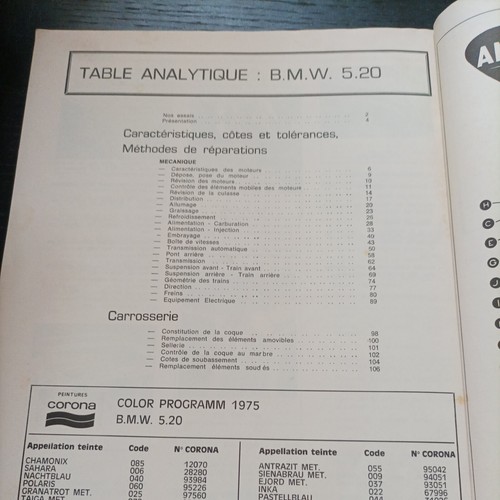 TABLE ANALYTIQUE : B.M.W. 5.20
Nos essais 2
Présentation 4
Caractéristiques, côtes et tolérances,
Méthodes de réparations
MECANIQUE
— Caractéristiques des moteurs 6
— Dépose, pose du moteur 9
— Révision des moteurs 10
— Contrôle des éléments mobiles des moteurs 11
— Révision de la culasse 14
— Distribution 17
— Allumage 20
— Graissage 23
— Refroidissement 26
— Alimentation - Carburation 28
— Alimentation - Injection 33
— Embrayage 40
— Boîte de vitesses 43
— Transmission automatique 50
— Pont arrière 58
— Transmission 62
— Suspension avant - Train avant 64
— Suspension arrière - Train arrière 69
— Géométrie des trains 74
— Direction 77
— Freins 80
— Equipement Electrique 89
Carrosserie
— Constitution de la coque 98
— Remplacement des éléments amovibles 100
— Sellerie 101
— Contrôle de la coque au marbre 102
— Cotes de soubassement 104
— Remplacement éléments soudés 106
PEINTURES
corona
COLOR PROGRAMM 1975
B.M.W. 5.20
Appellation teinte Code N° CORONA
CHAMONIX 085 12070
SAHARA 006 28280
NACHTBLAU 040 93984
POLARIS 060 95226
GRANATROT MET. 025 97560
TAIGA MET.
Appellation teinte Code N° CORONA
ANTRAZIT MET. 055 95042
SIENABRAU MET. 009 94051
FJORD MET. 037 93051
INKA 022 67996
PASTELLBLAU
H
C
E
G
J